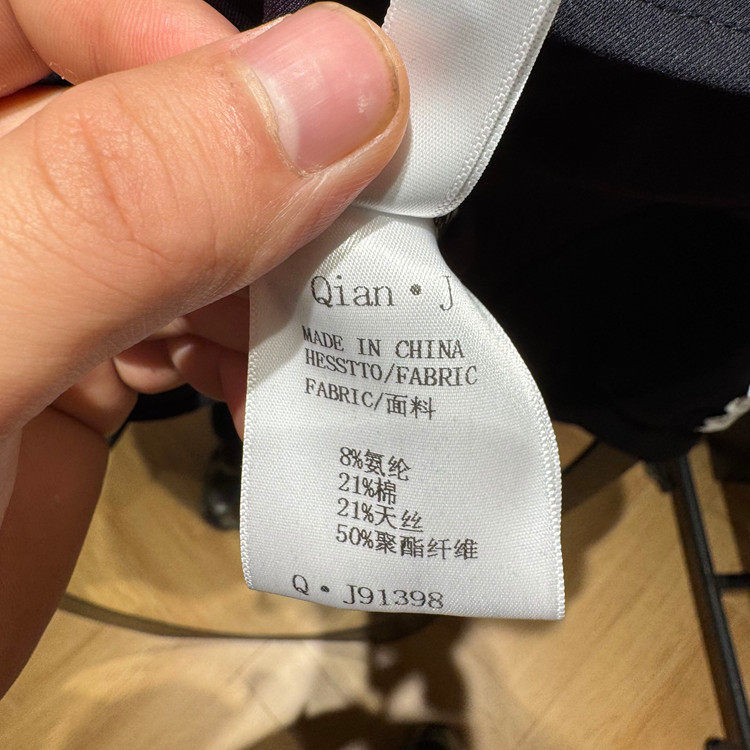 Qian·J
MADE IN CHINA
HESSTTO/FABRIC
FABRIC/面料
8%氨纶
21%棉
21%天丝
50%聚酯纤维
Q·J91398